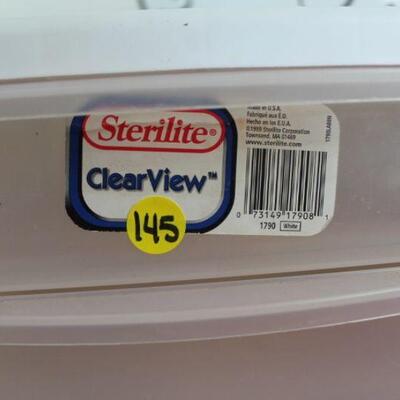 Sterilite®
ClearView™
145
Made in U.S.A.
Fabriqué aux E.U.
Hecho en los E.U.A.
©1999 Sterilite Corporation
Townsend, MA 01469
www.sterilite.com
0 73149 17908 1
1790 White